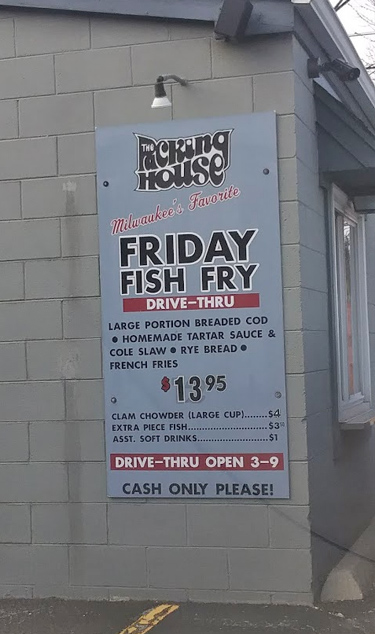 THE
PACKING
HOUSE
Milwaukee's Favorite
FRIDAY
FISH FRY
DRIVE-THRU
LARGE PORTION BREADED COD
• HOMEMADE TARTAR SAUCE &
COLE SLAW • RYE BREAD •
FRENCH FRIES
$13.95
CLAM CHOWDER (LARGE CUP)........$4
EXTRA PIECE FISH........................$3
ASST. SOFT DRINKS.....................$1
DRIVE-THRU OPEN 3-9
CASH ONLY PLEASE!